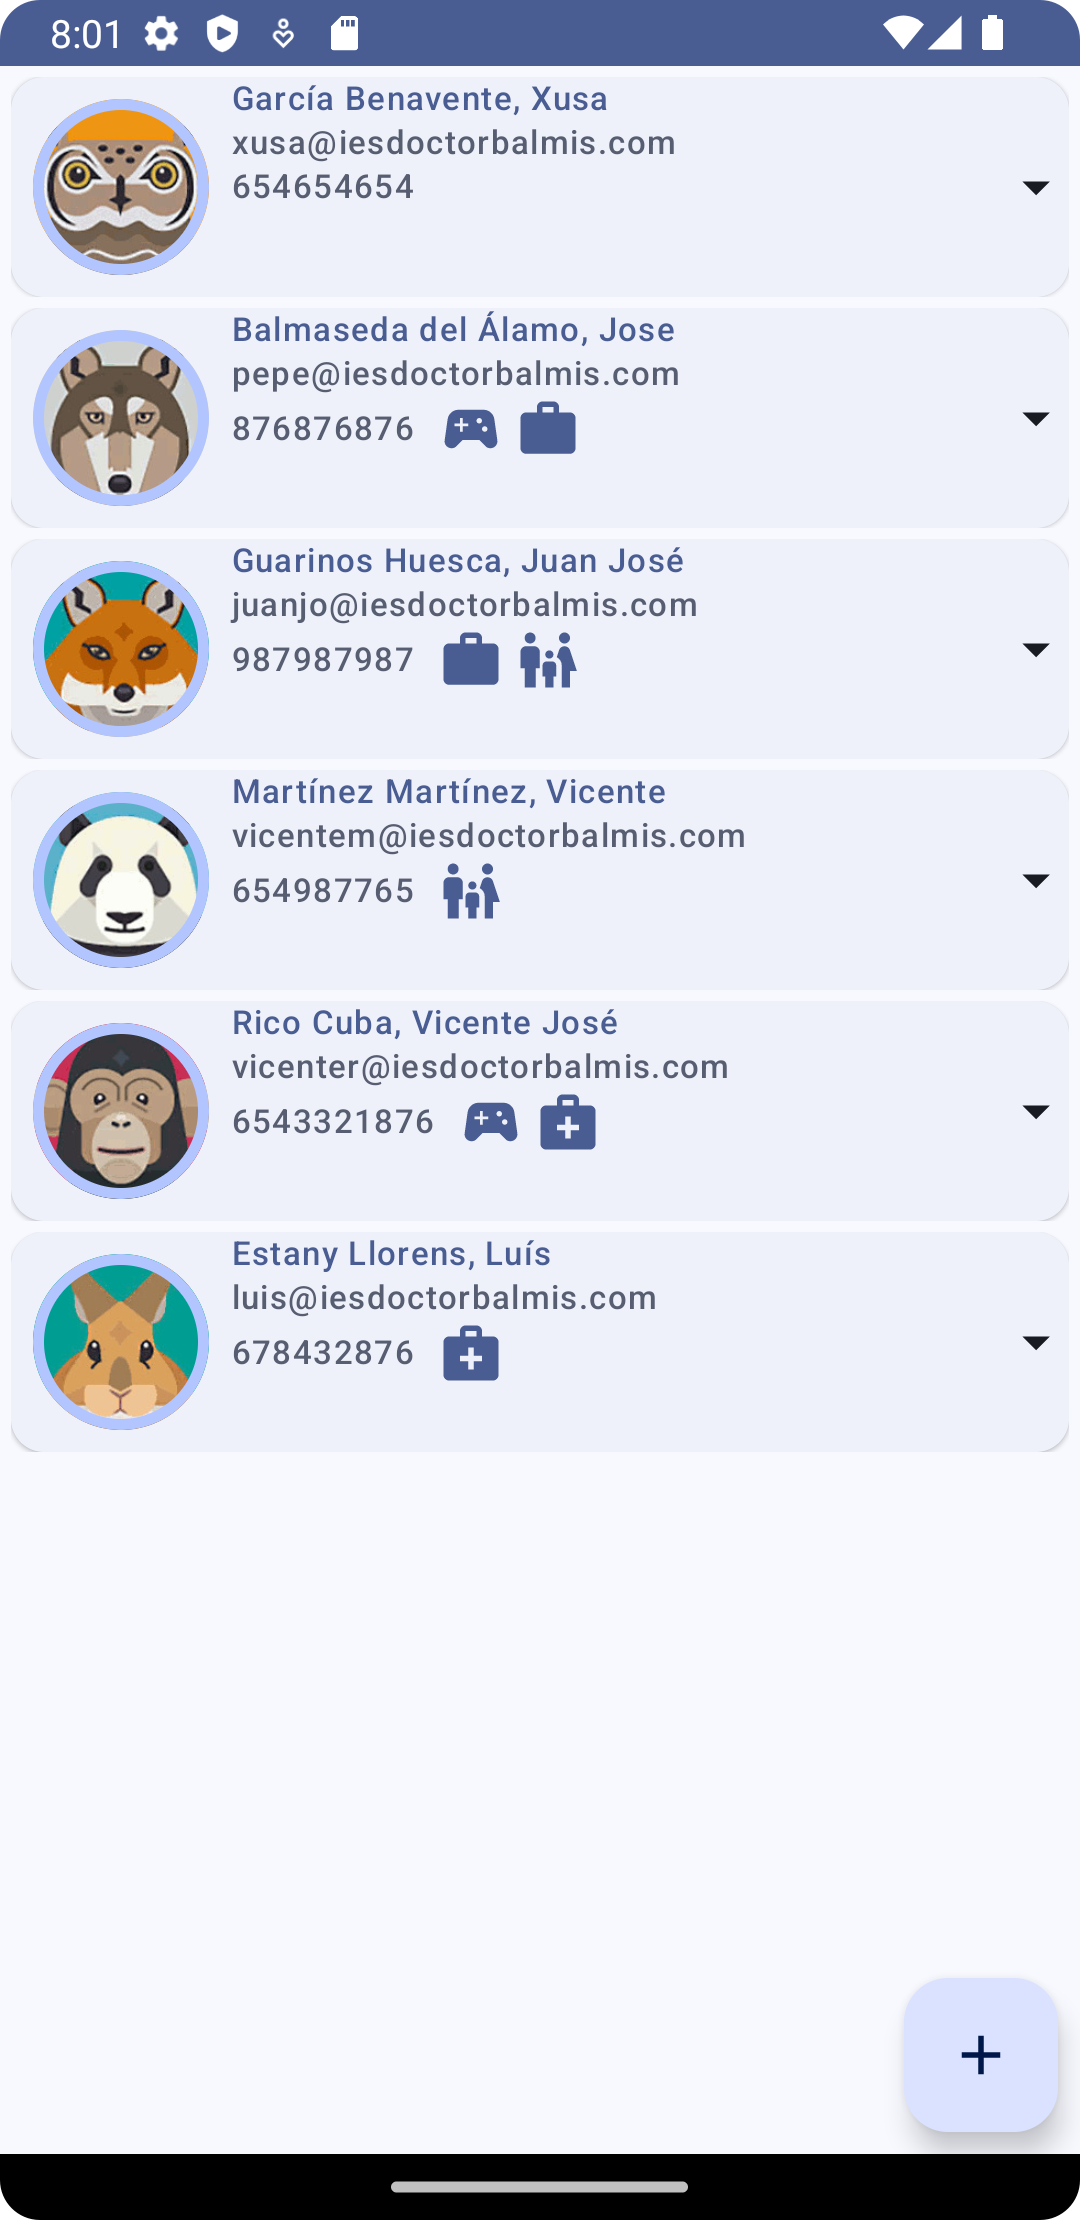 8:01
García Benavente, Xusa
xusa@iesdoctorbalmis.com
654654654
Balmaseda del Álamo, Jose
pepe@iesdoctorbalmis.com
876876876
Guarinos Huesca, Juan José
juanjo@iesdoctorbalmis.com
987987987
Martínez Martínez, Vicente
vicentem@iesdoctorbalmis.com
654987765
Rico Cuba, Vicente José
vicenter@iesdoctorbalmis.com
6543321876
Estany Llorens, Luís
luis@iesdoctorbalmis.com
678432876